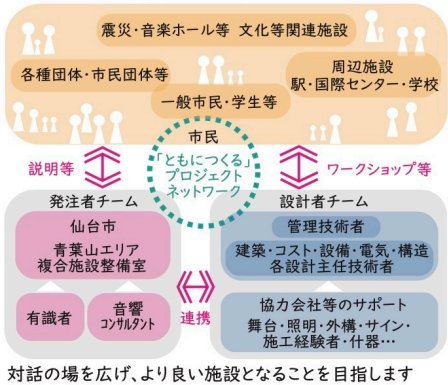 震災・音楽ホール等 文化等関連施設
各種団体・市民団体等
周辺施設
駅・国際センター・学校
一般市民・学生等
市民
「ともにつくる」
プロジェクト
ネットワーク
説明等
ワークショップ等
発注者チーム
仙台市
青葉山エリア
複合施設整備室
有識者
音響
コンサルタント
連携
設計者チーム
管理技術者
建築・コスト・設備・電気・構造
各設計主任技術者
協力会社等のサポート
舞台・照明・外構・サイン・
施工経験者・什器…
対話の場を広げ、より良い施設となることを目指します